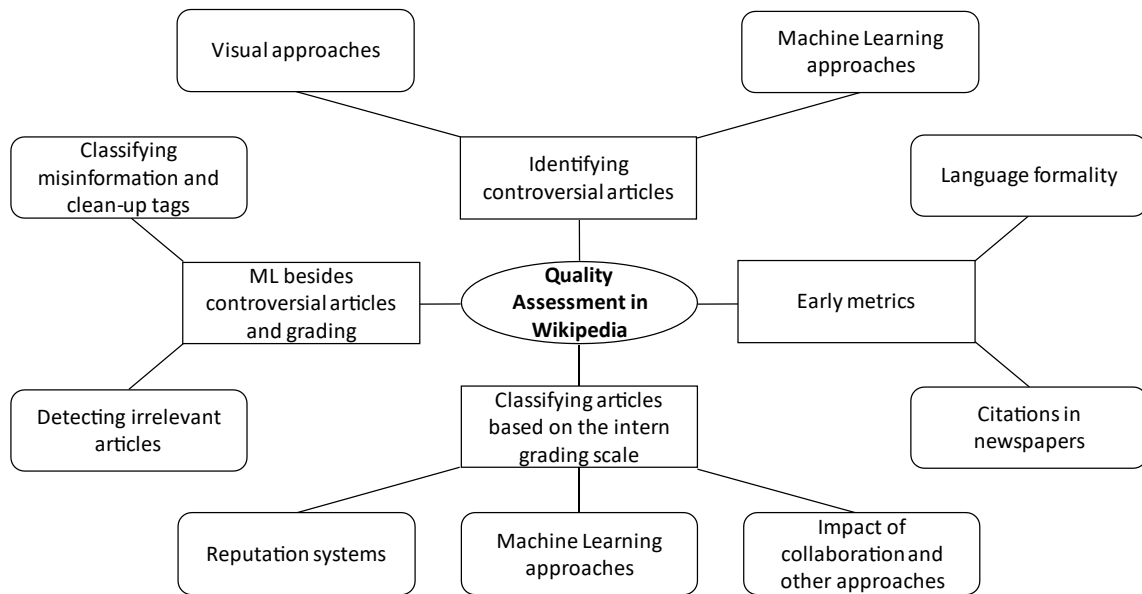 Visual approaches
Machine Learning
approaches
Classifying
misinformation and
clean-up tags
Identifying
controversial articles
Language formality
ML besides
controversial articles
and grading
Quality
Assessment in
Wikipedia
Early metrics
Detecting irrelevant
articles
Classifying articles
based on the intern
grading scale
Citations in
newspapers
Reputation systems
Machine Learning
approaches
Impact of
collaboration and
other approaches